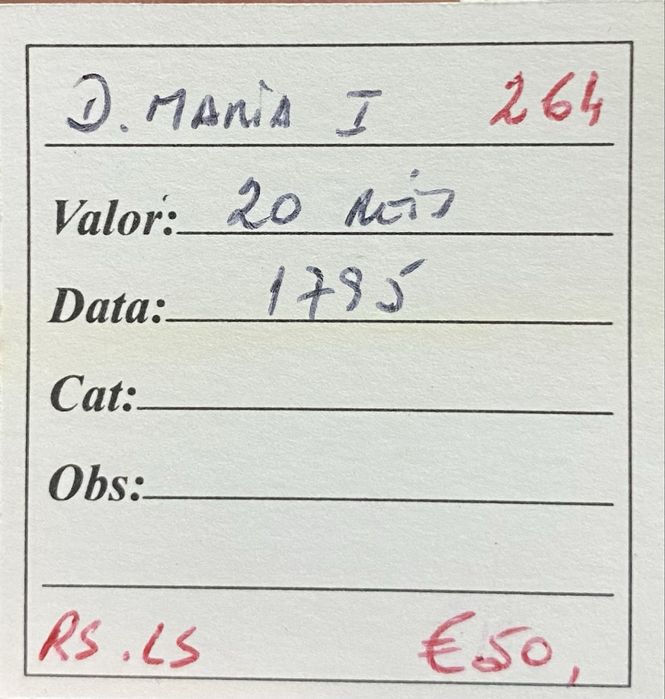 D. MARIA I 264
Valor: 20 REIS
Data: 1795
Cat:
Obs:
RS.LS €50,